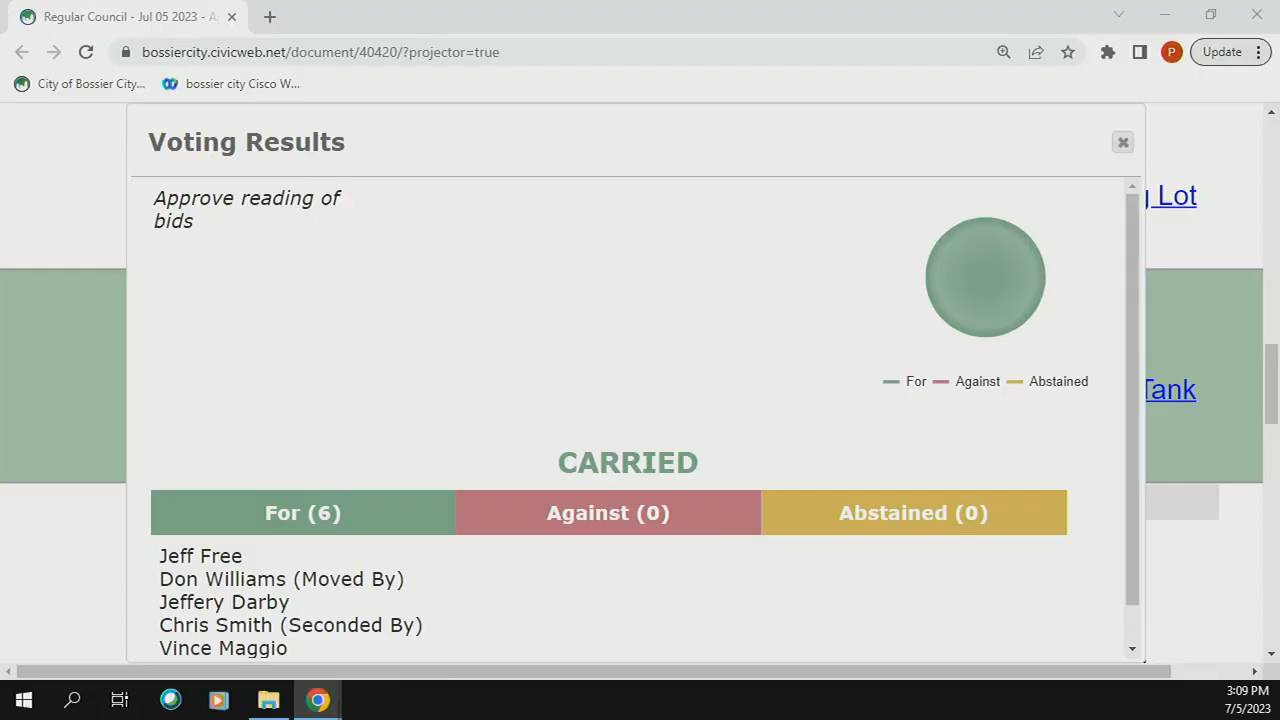 Regular Council - Jul 05 2023 - A
bossiercity.civicweb.net/document/40420/?projector=true
P
Update
City of Bossier City...
bossier city Cisco W...
Voting Results
Approve reading of
bids
Lot
For
Against
Abstained
Tank
CARRIED
For (6)
Against (0)
Abstained (0)
Jeff Free
Don Williams (Moved By)
Jeffery Darby
Chris Smith (Seconded By)
Vince Maggio
3:09 PM
7/5/2023